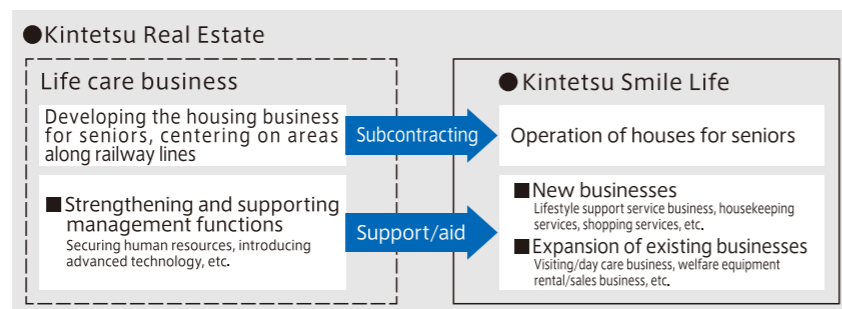 ●Kintetsu Real Estate
Life care business
Developing the housing business
for seniors, centering on areas
along railway lines
Subcontracting
■Strengthening and supporting
management functions
Securing human resources, introducing
advanced technology, etc.
Support/aid
●Kintetsu Smile Life
Operation of houses for seniors
■New businesses
Lifestyle support service business, housekeeping
services, shopping services, etc.
■Expansion of existing businesses
Visiting/day care business, welfare equipment
rental/sales business, etc.